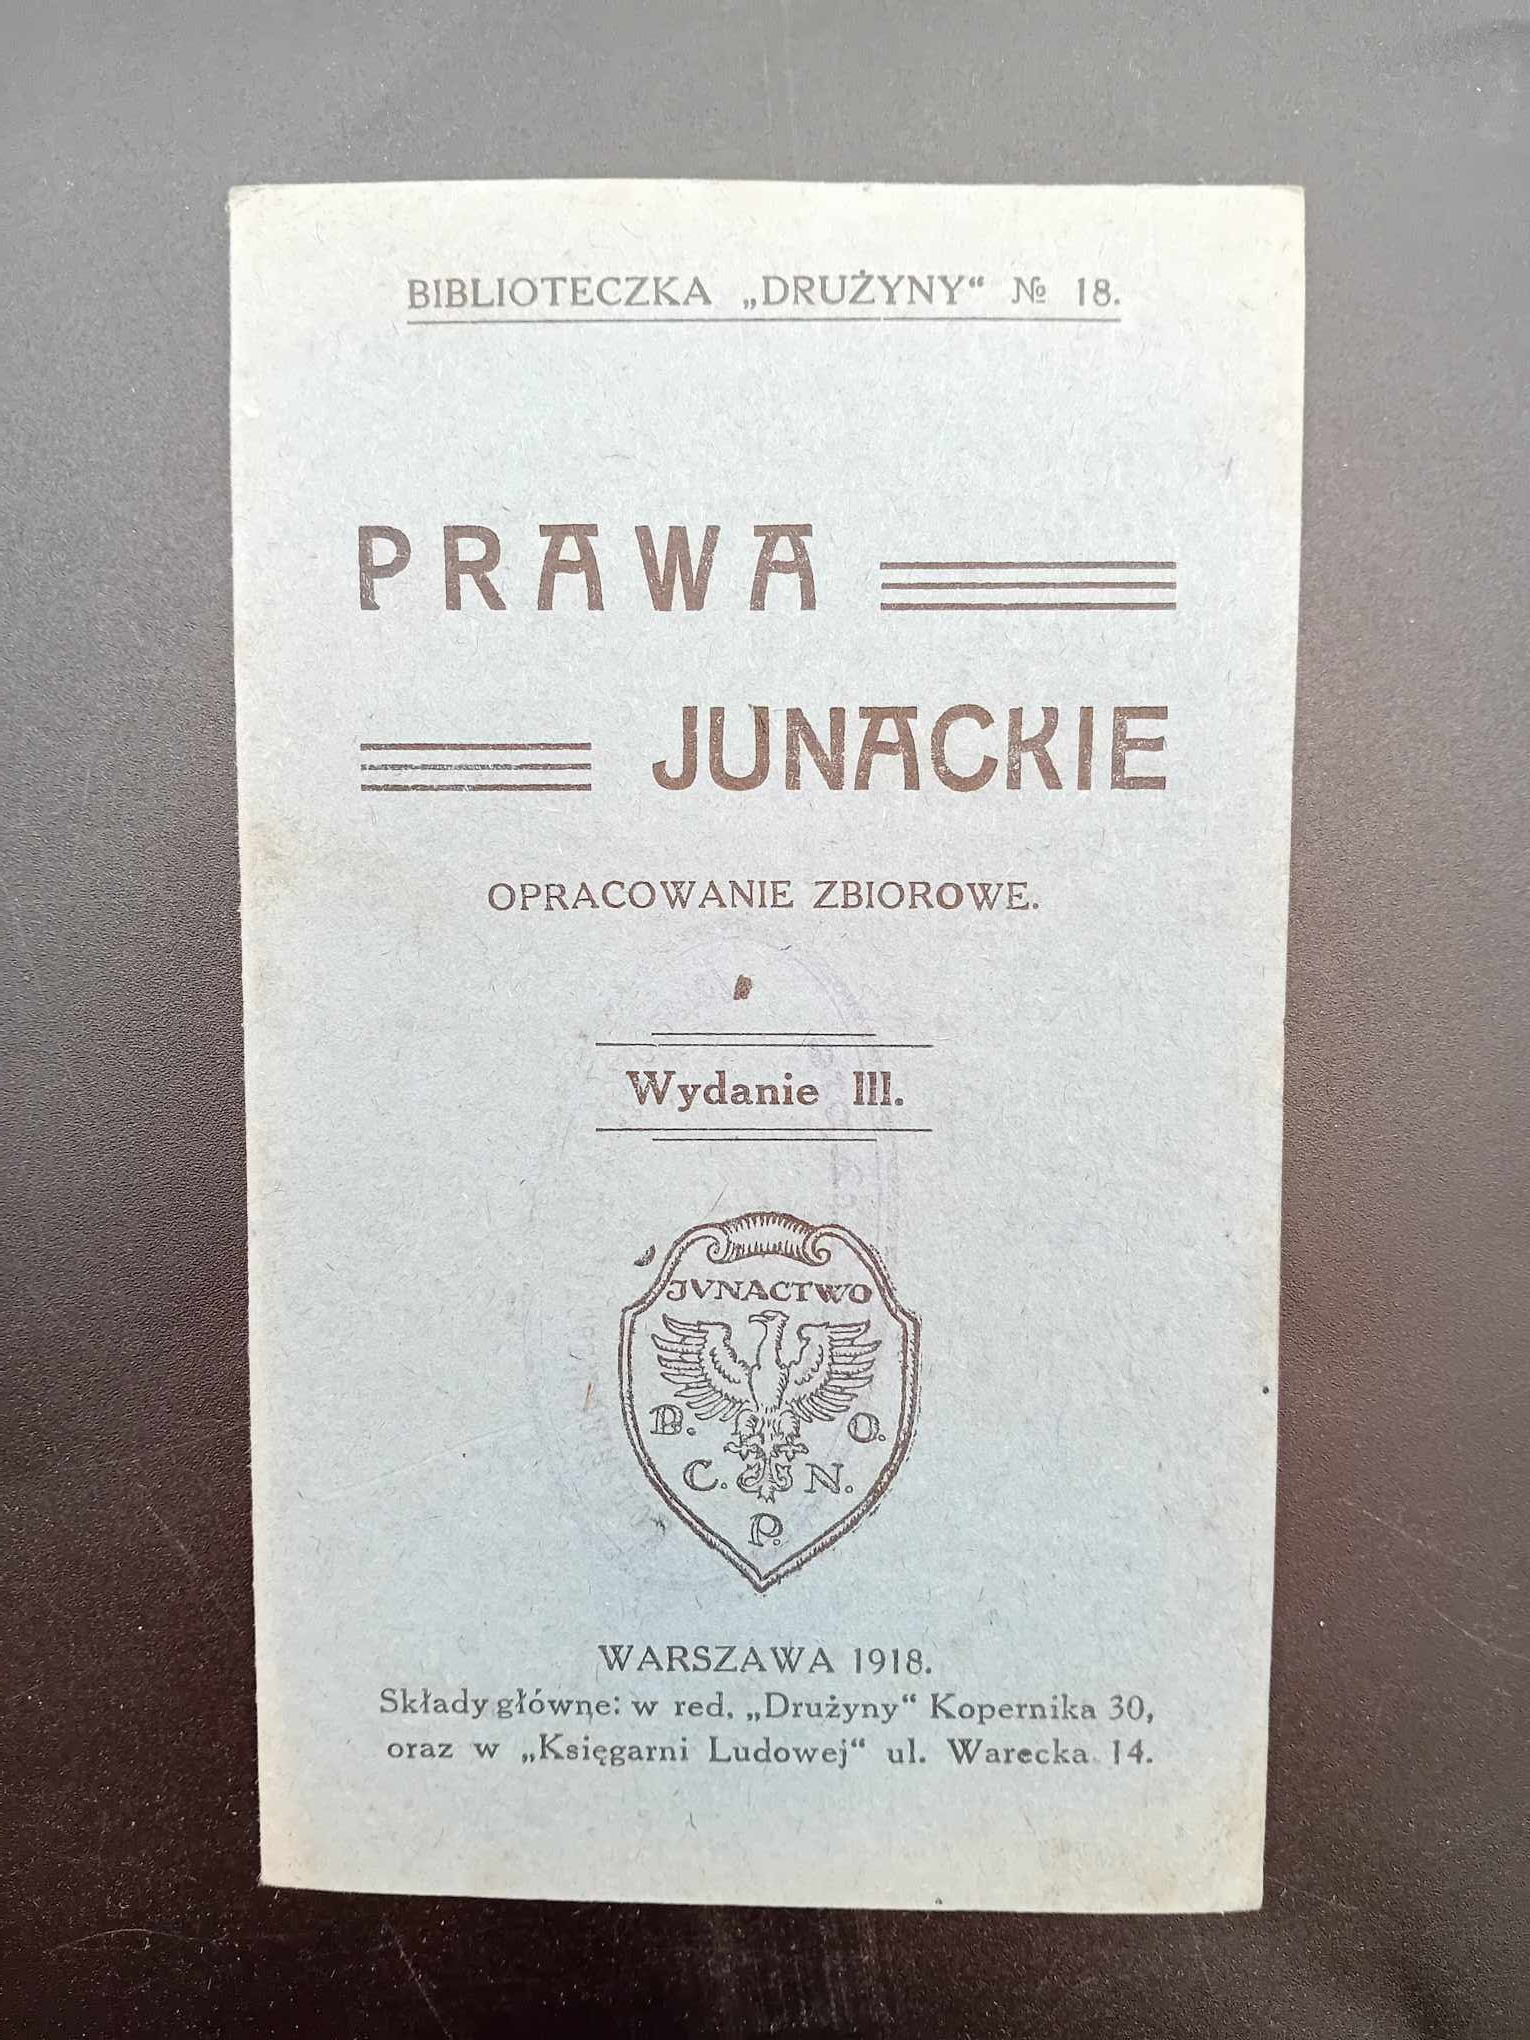 BIBLIOTECZKA „DRUŻYNY“ № 18.
PRAWA
JUNACKIE
OPRACOWANIE ZBIOROWE.
Wydanie III.
JVNACTWO
B. O.
C. N.
P.
WARSZAWA 1918.
Składy główne: w red. „Drużyny“ Kopernika 30,
oraz w „Księgarni Ludowej“ ul. Warecka 14.